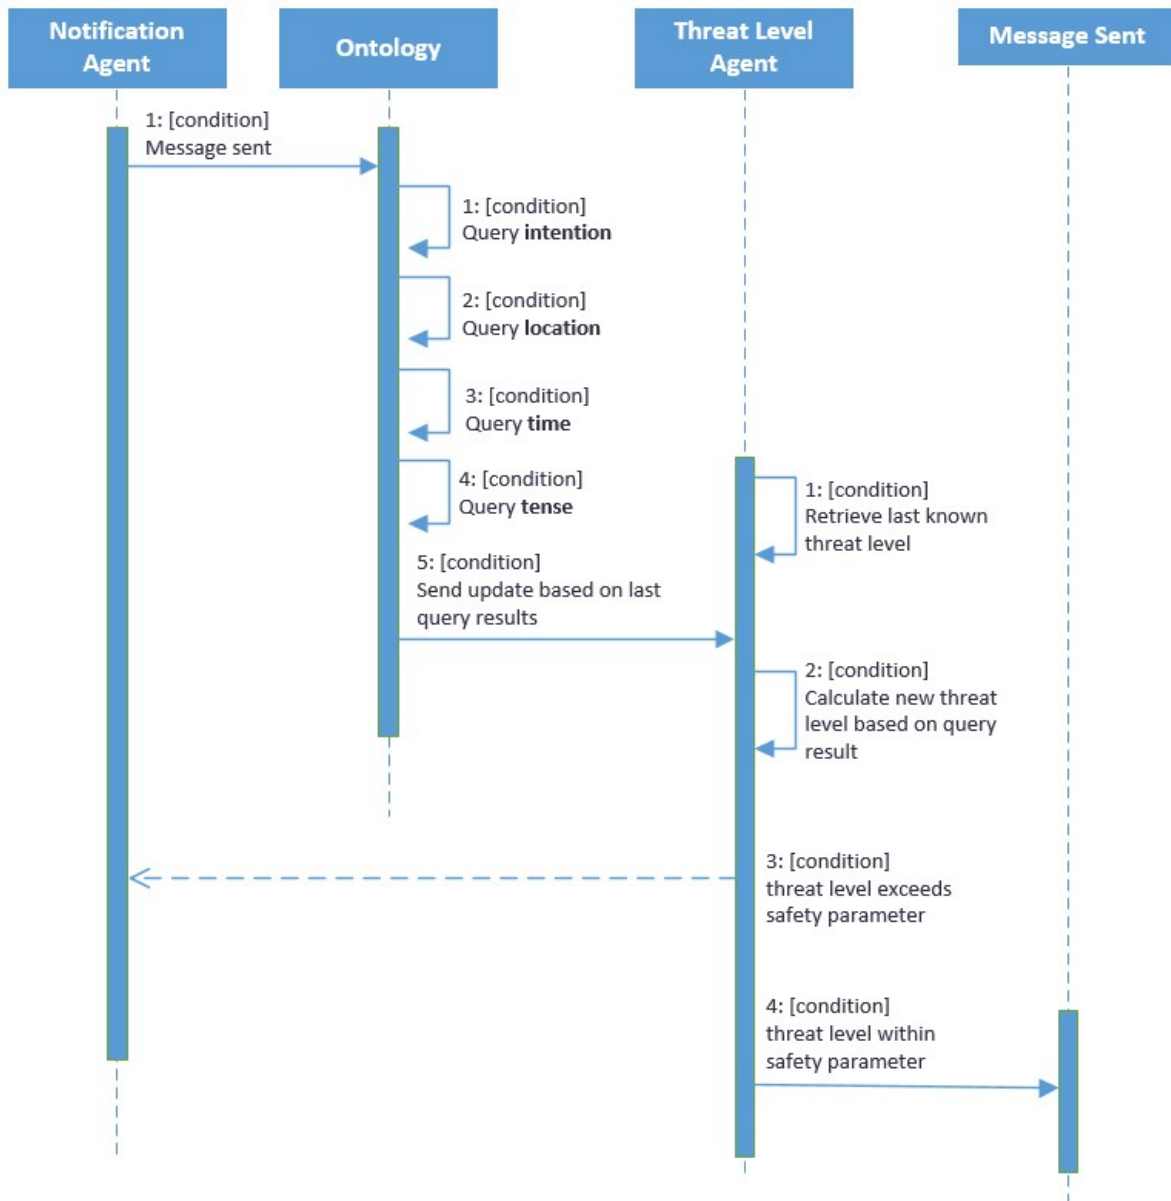 Notification
Agent
Ontology
Threat Level
Agent
Message Sent
1: [condition]
Message sent
1: [condition]
Query intention
2: [condition]
Query location
3: [condition]
Query time
4: [condition]
Query tense
1: [condition]
Retrieve last known
threat level
5: [condition]
Send update based on last
query results
2: [condition]
Calculate new threat
level based on query
result
3: [condition]
threat level exceeds
safety parameter
4: [condition]
threat level within
safety parameter